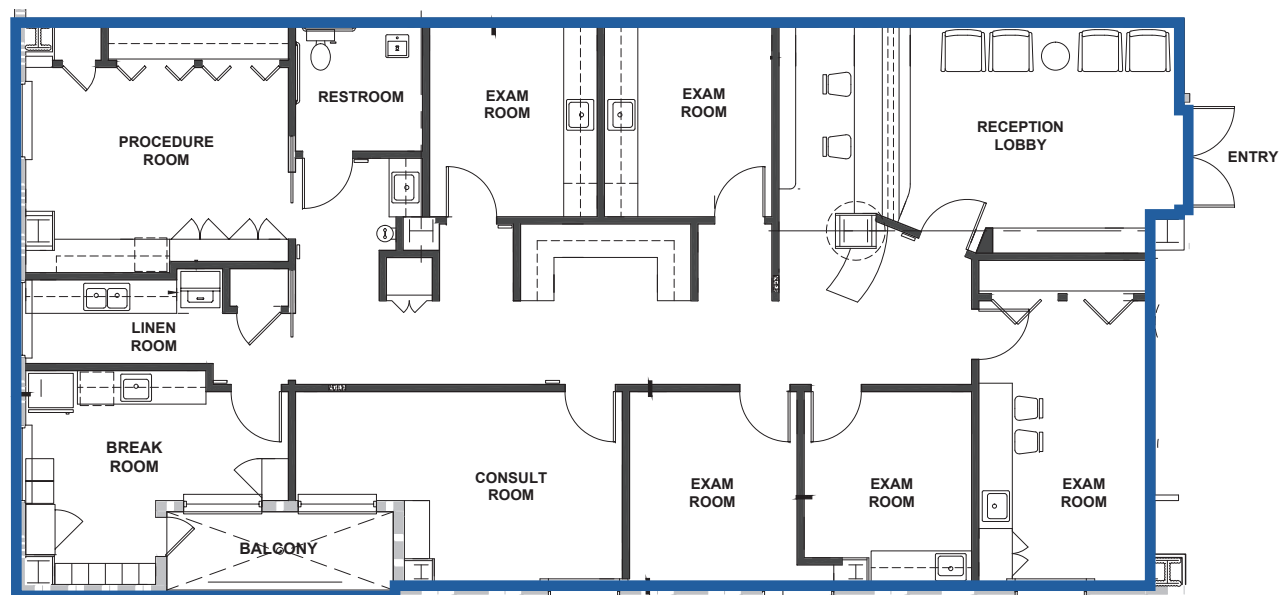 RESTROOM
EXAM
ROOM
EXAM
ROOM
PROCEDURE
ROOM
RECEPTION
LOBBY
ENTRY
LINEN
ROOM
BREAK
ROOM
CONSULT
ROOM
EXAM
ROOM
EXAM
ROOM
EXAM
ROOM
BALCONY